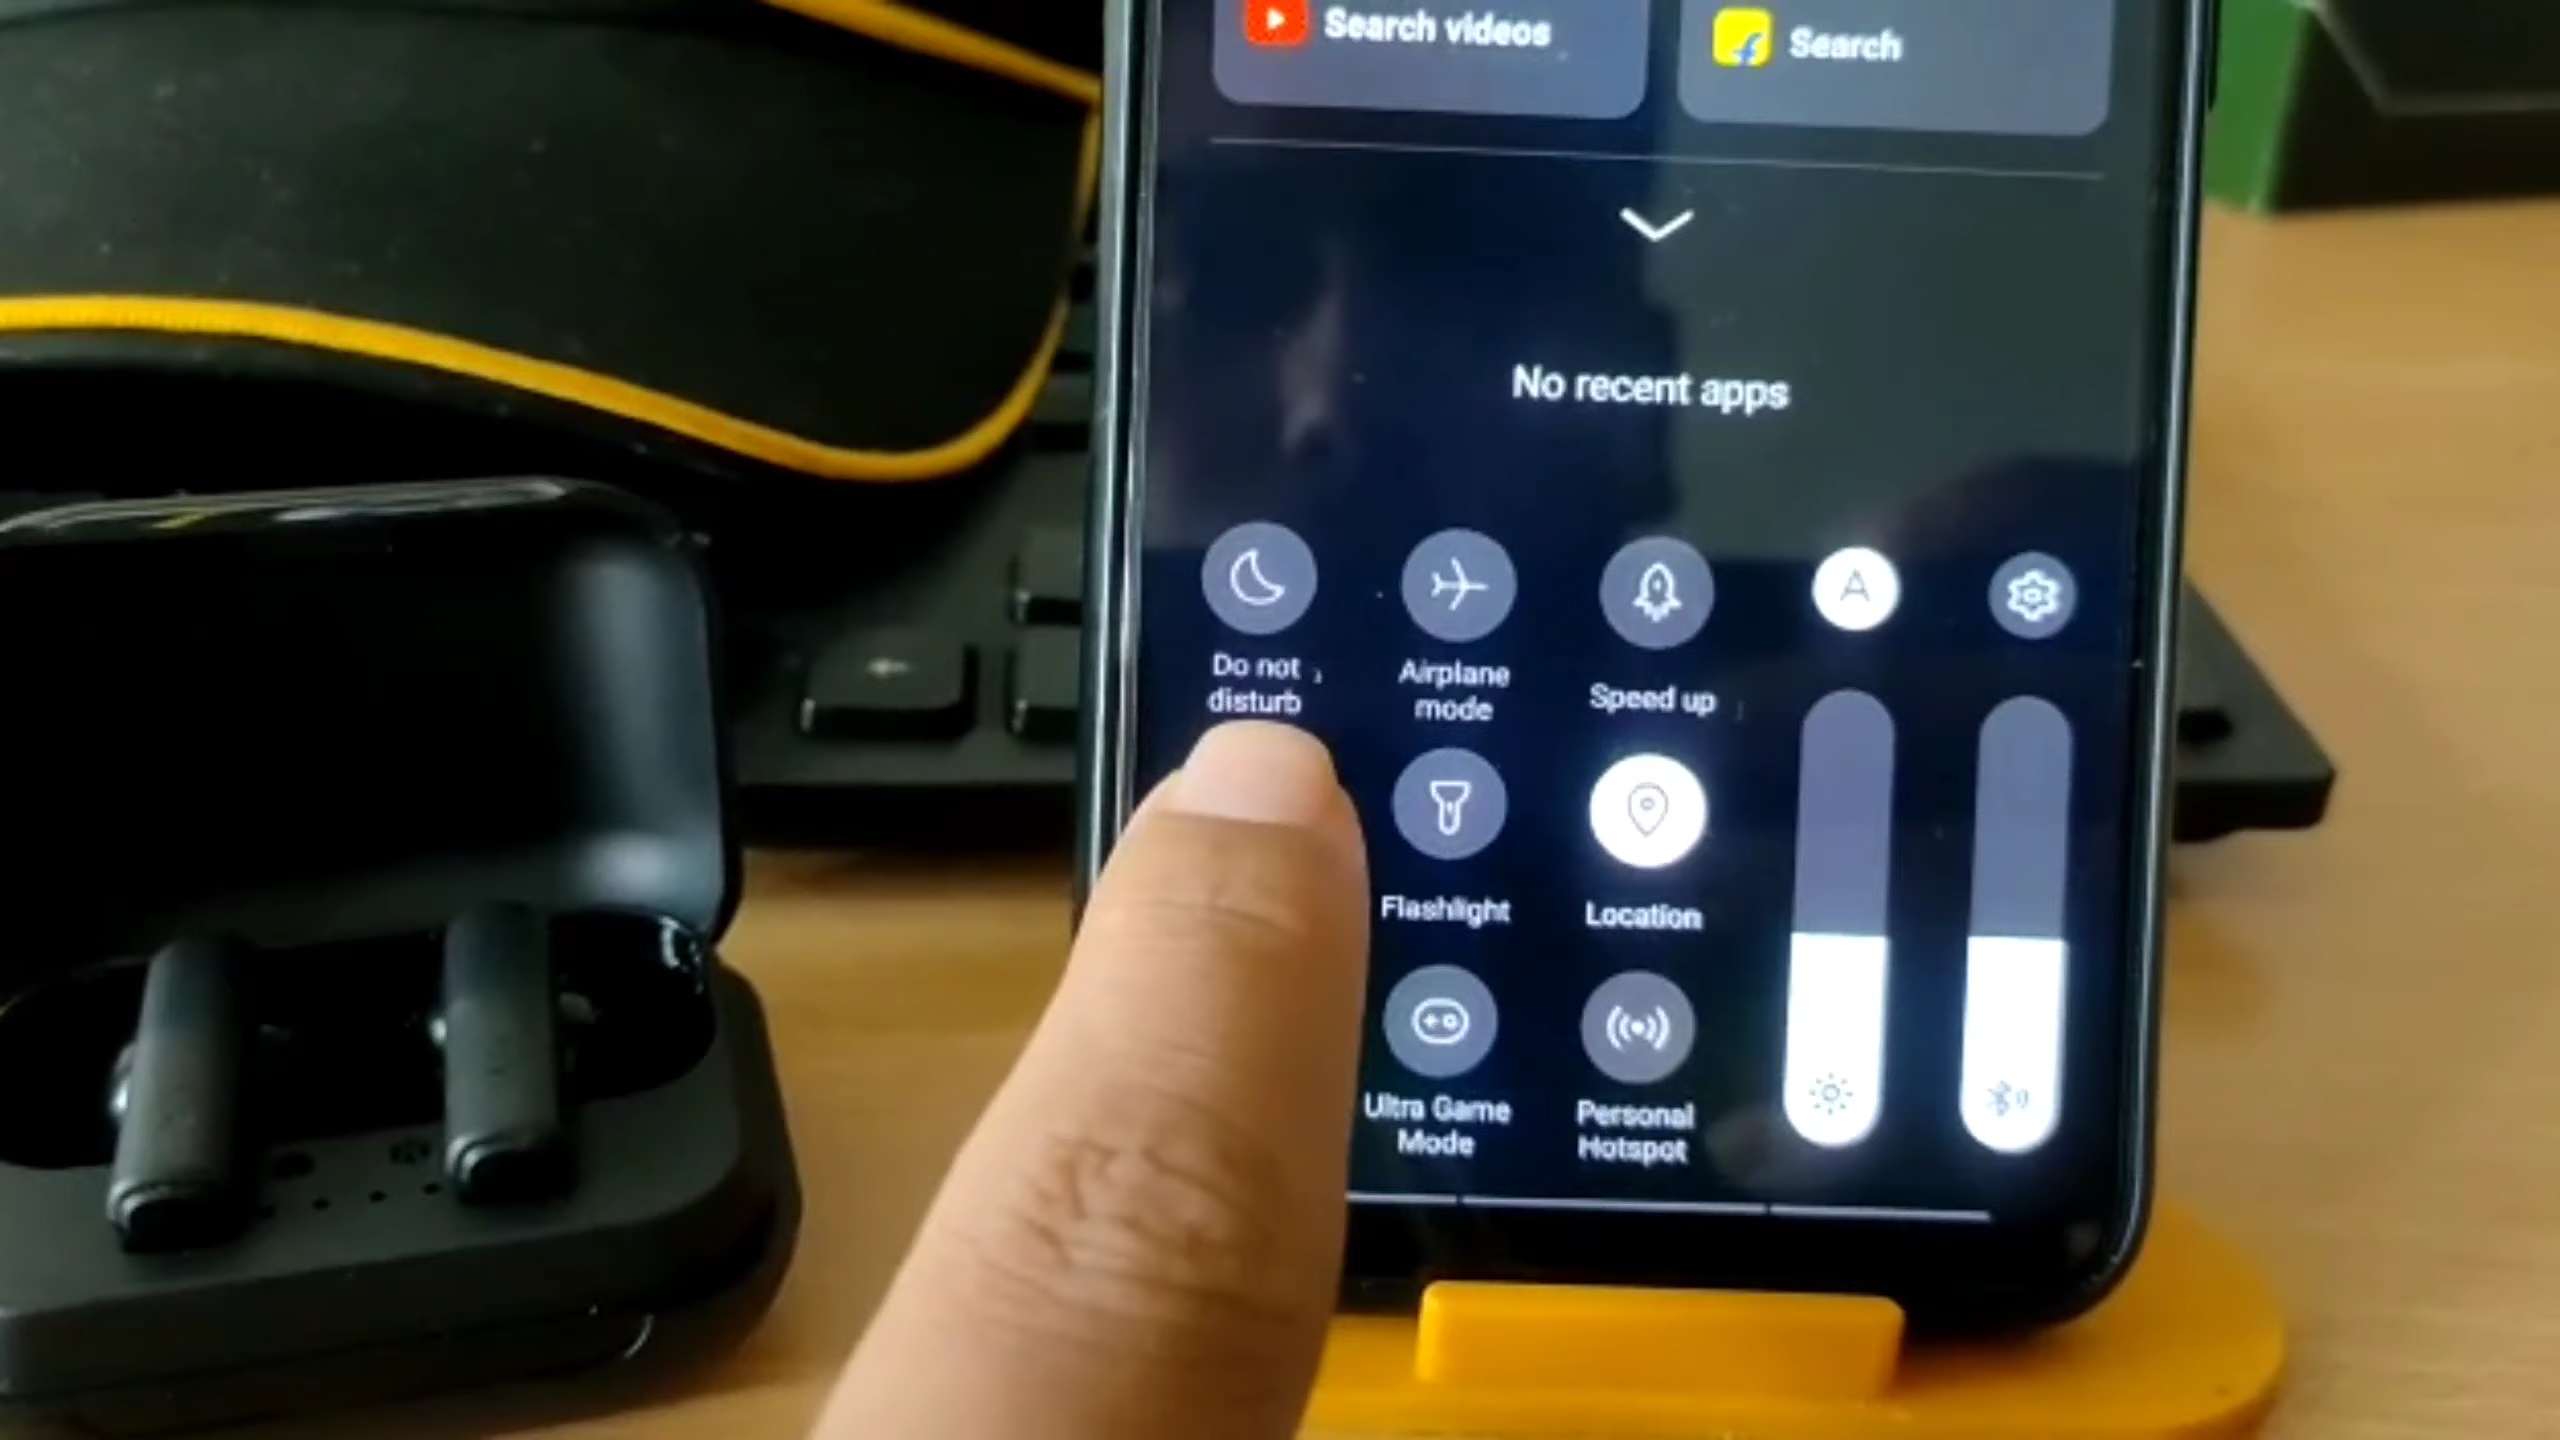 Search videos
Search
No recent apps
Do not
disturb
Airplane
mode
Speed up
A
Flashlight
Location
Ultra Game
Mode
Personal
Hotspot